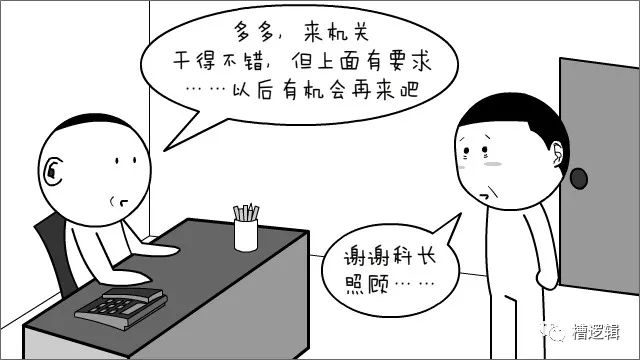 多多，来机关
干得不错，但上面有要求
……以后有机会再来吧
谢谢科长
照顾……
槽逻辑